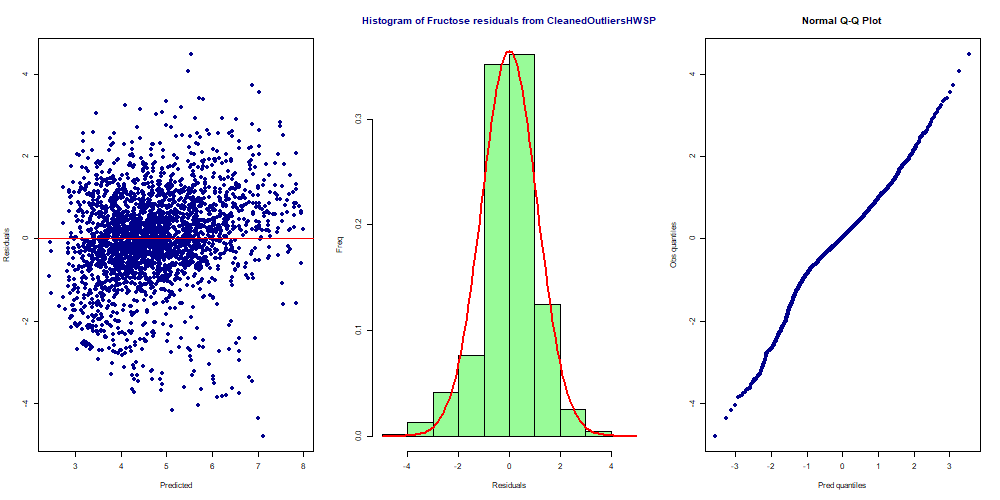 Residuals
4
2
0
-2
-4
3 4 5 6 7 8
Predicted
Histogram of Fructose residuals from CleanedOutliersHWSP
Freq
0.3
0.2
0.1
0.0
-4 -2 0 2 4
Residuals
Normal Q-Q Plot
Obs quantiles
4
2
0
-2
-4
-3 -2 -1 0 1 2 3
Pred quantiles